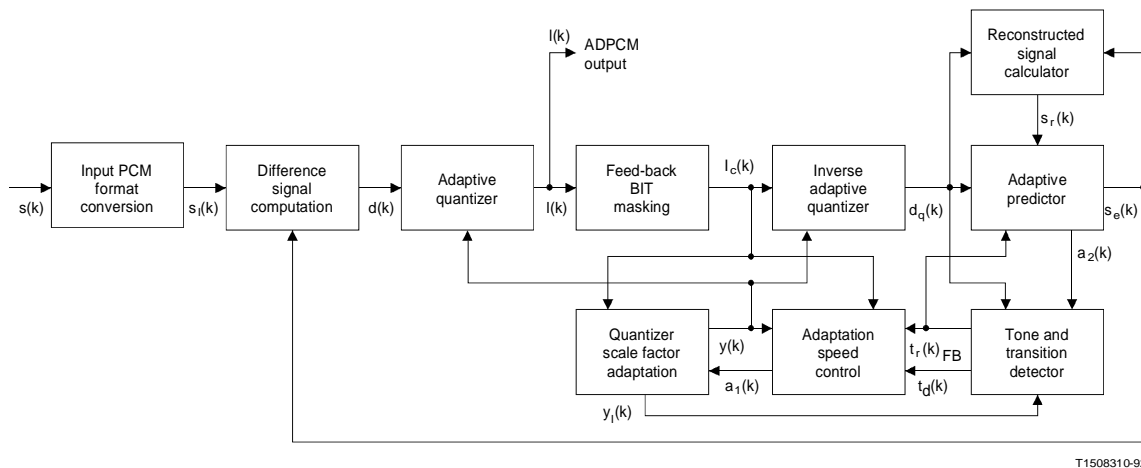 I(k)
ADPCM
output
Reconstructed
signal
calculator
s_r(k)
Input PCM
format
conversion
Difference
signal
computation
Adaptive
quantizer
Feed-back
BIT
masking
I_c(k)
Inverse
adaptive
quantizer
Adaptive
predictor
s(k)
s_l(k)
d(k)
I(k)
d_q(k)
s_e(k)
a_2(k)
Quantizer
scale factor
adaptation
y(k)
Adaptation
speed
control
t_r(k)_FB
Tone and
transition
detector
a_1(k)
t_d(k)
y_l(k)
T1508310-92